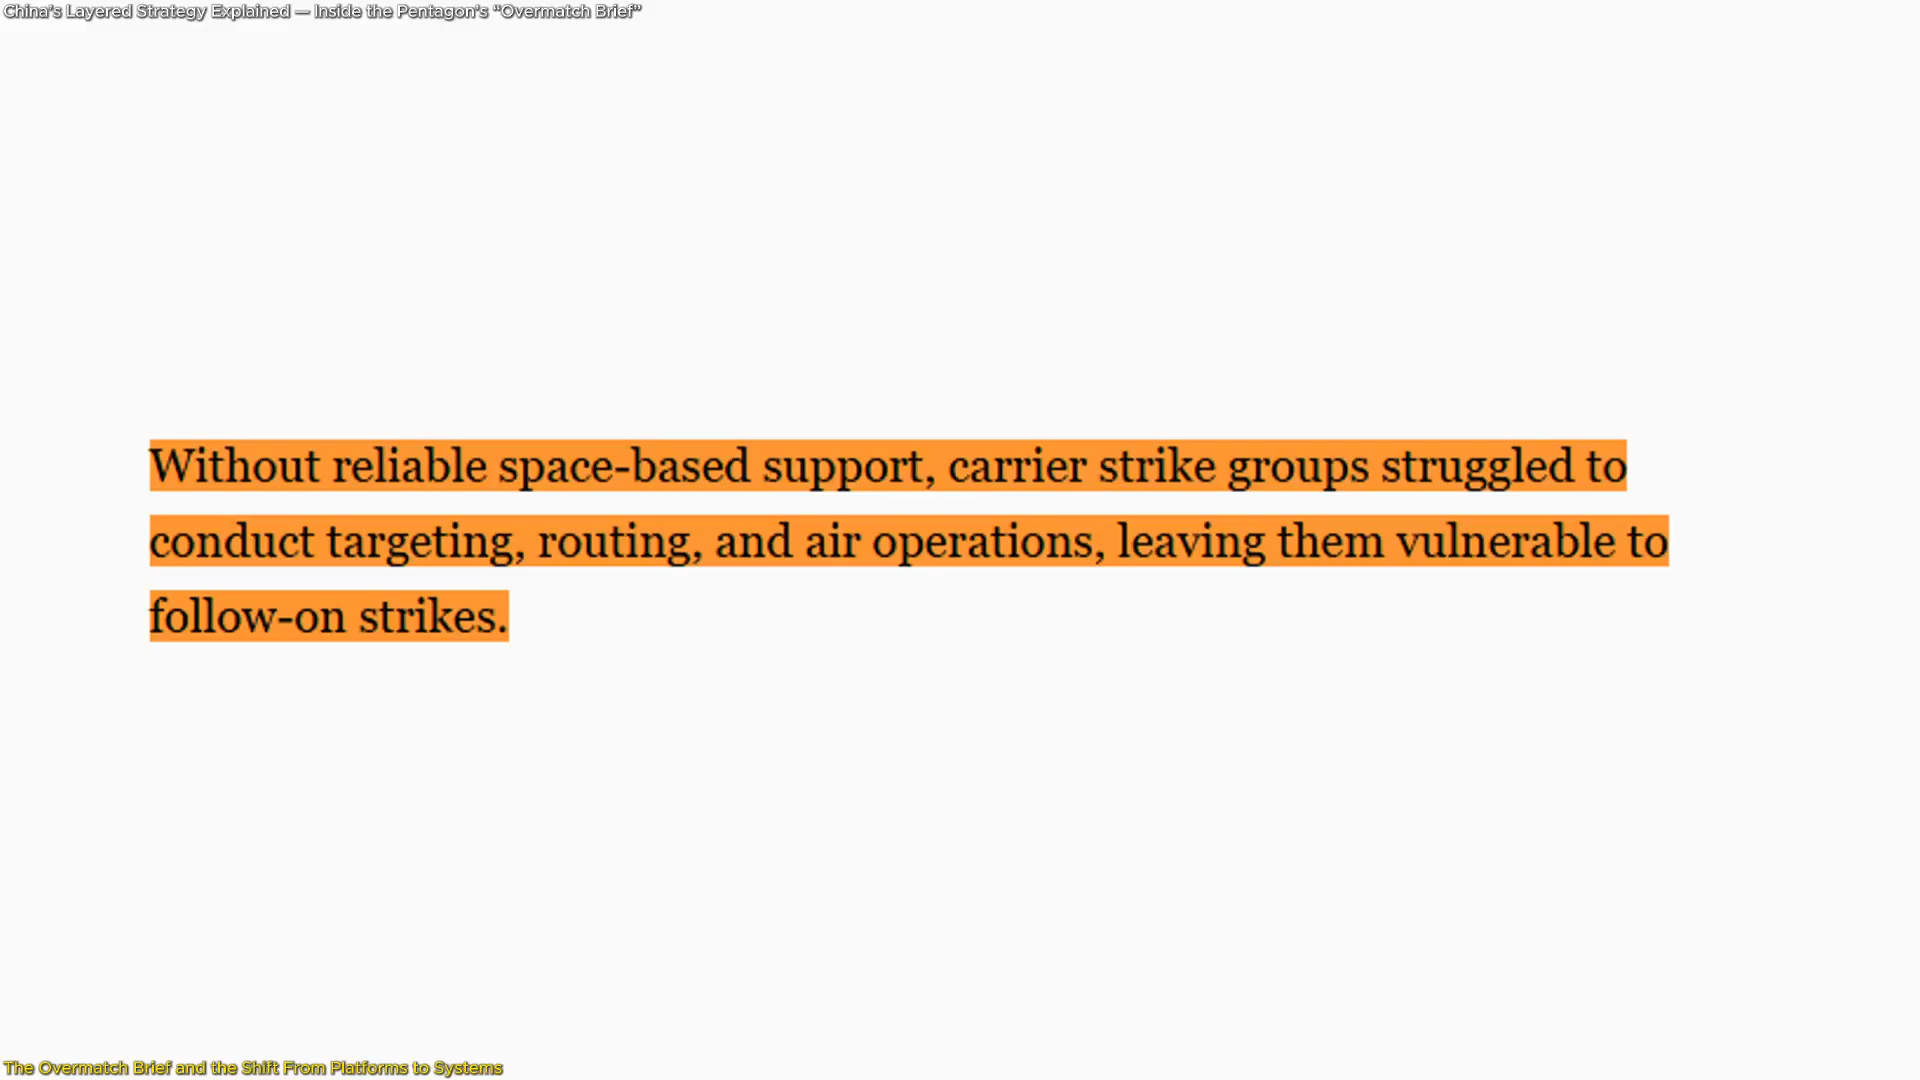 China's Layered Strategy Explained — Inside the Pentagon's “Overmatch Brief”
Without reliable space-based support, carrier strike groups struggled to
conduct targeting, routing, and air operations, leaving them vulnerable to
follow-on strikes.
The Overmatch Brief and the Shift From Platforms to Systems